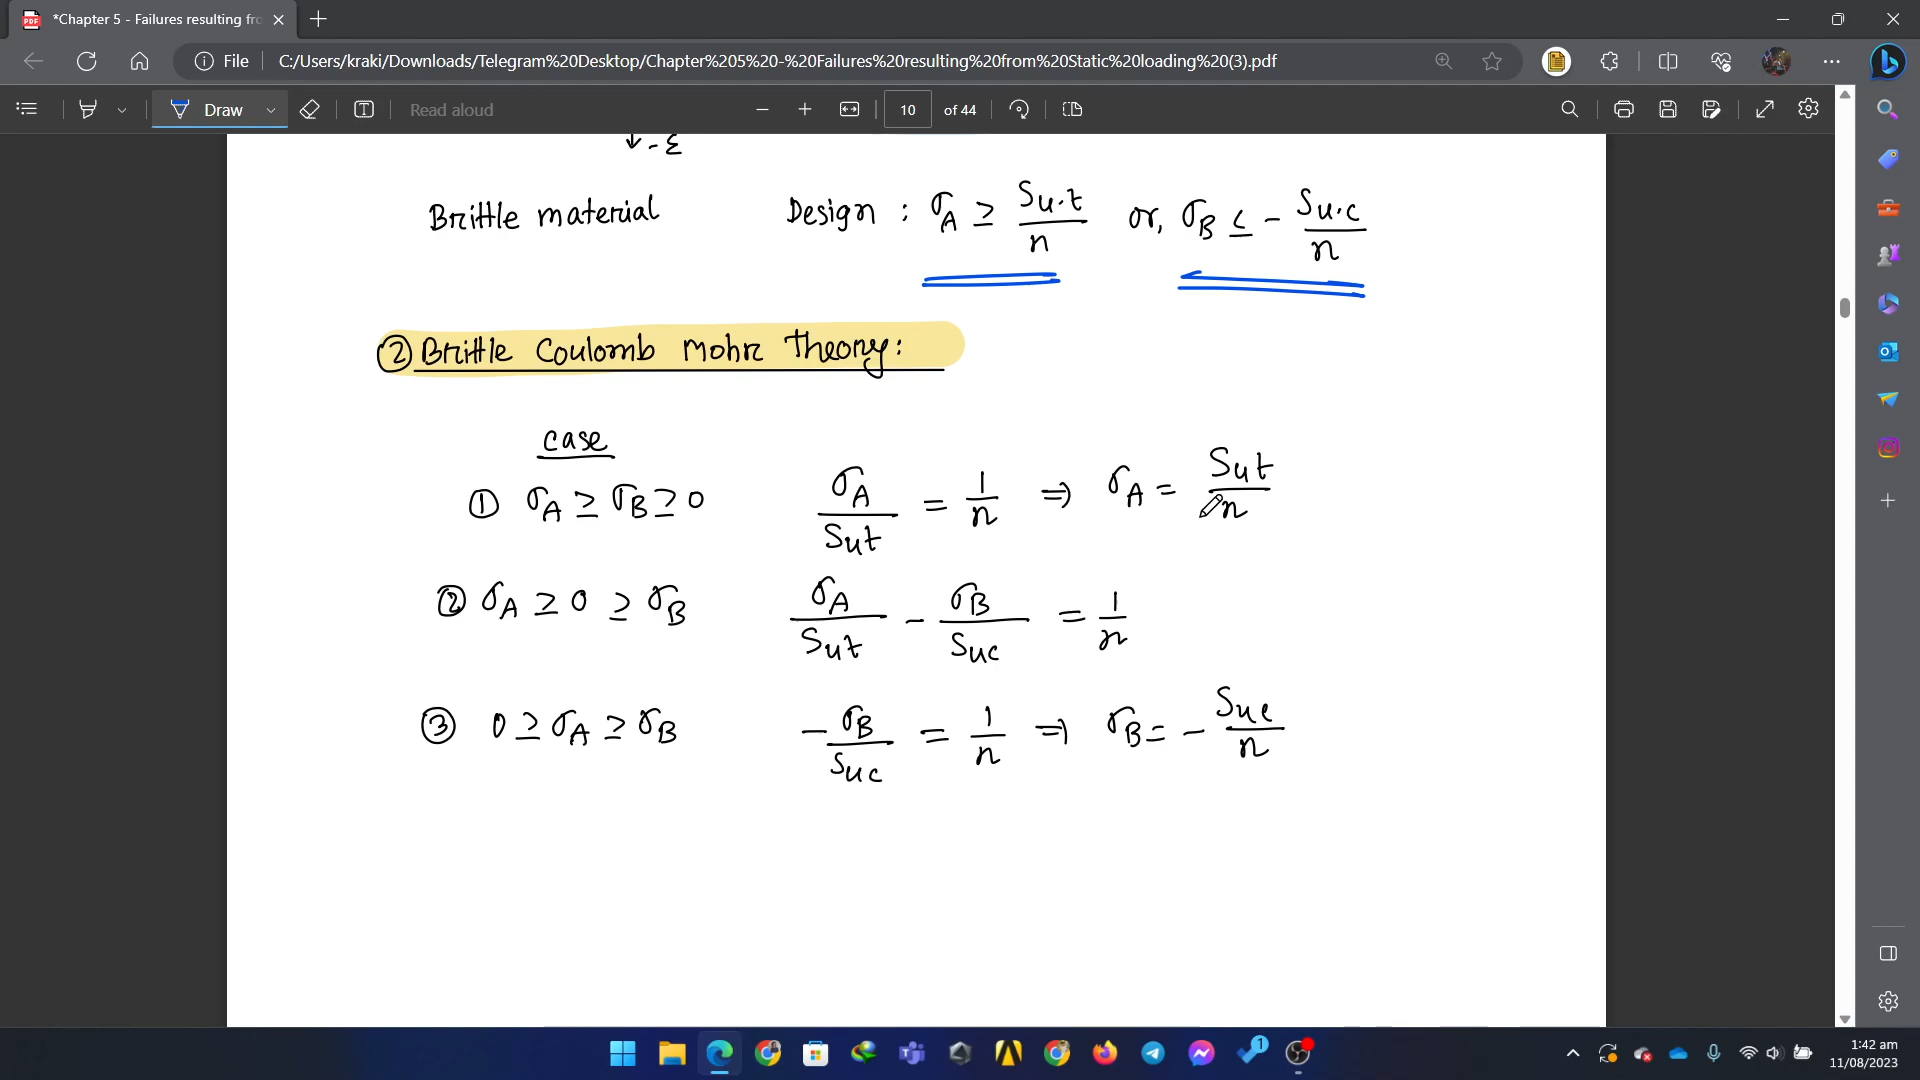 *Chapter 5 - Failures resulting fro
File C:/Users/kraki/Downloads/Telegram%20Desktop/Chapter%205%20-%20Failures%20resulting%20from%20Static%20loading%20(3).pdf
Draw Read aloud 10 of 44
↓ - ε
Brittle material Design : σA ≥ Su.t/n or, σB ≤ - Su.c/n
② Brittle Coulomb Mohr Theory:
case
① σA ≥ σB ≥ 0 σA/Sut = 1/n ⇒ σA = Sut/n
② σA ≥ 0 ≥ σB σA/Sut - σB/Suc = 1/n
③ 0 ≥ σA ≥ σB - σB/Suc = 1/n ⇒ σB = - Suc/n
1
1:42 am
11/08/2023